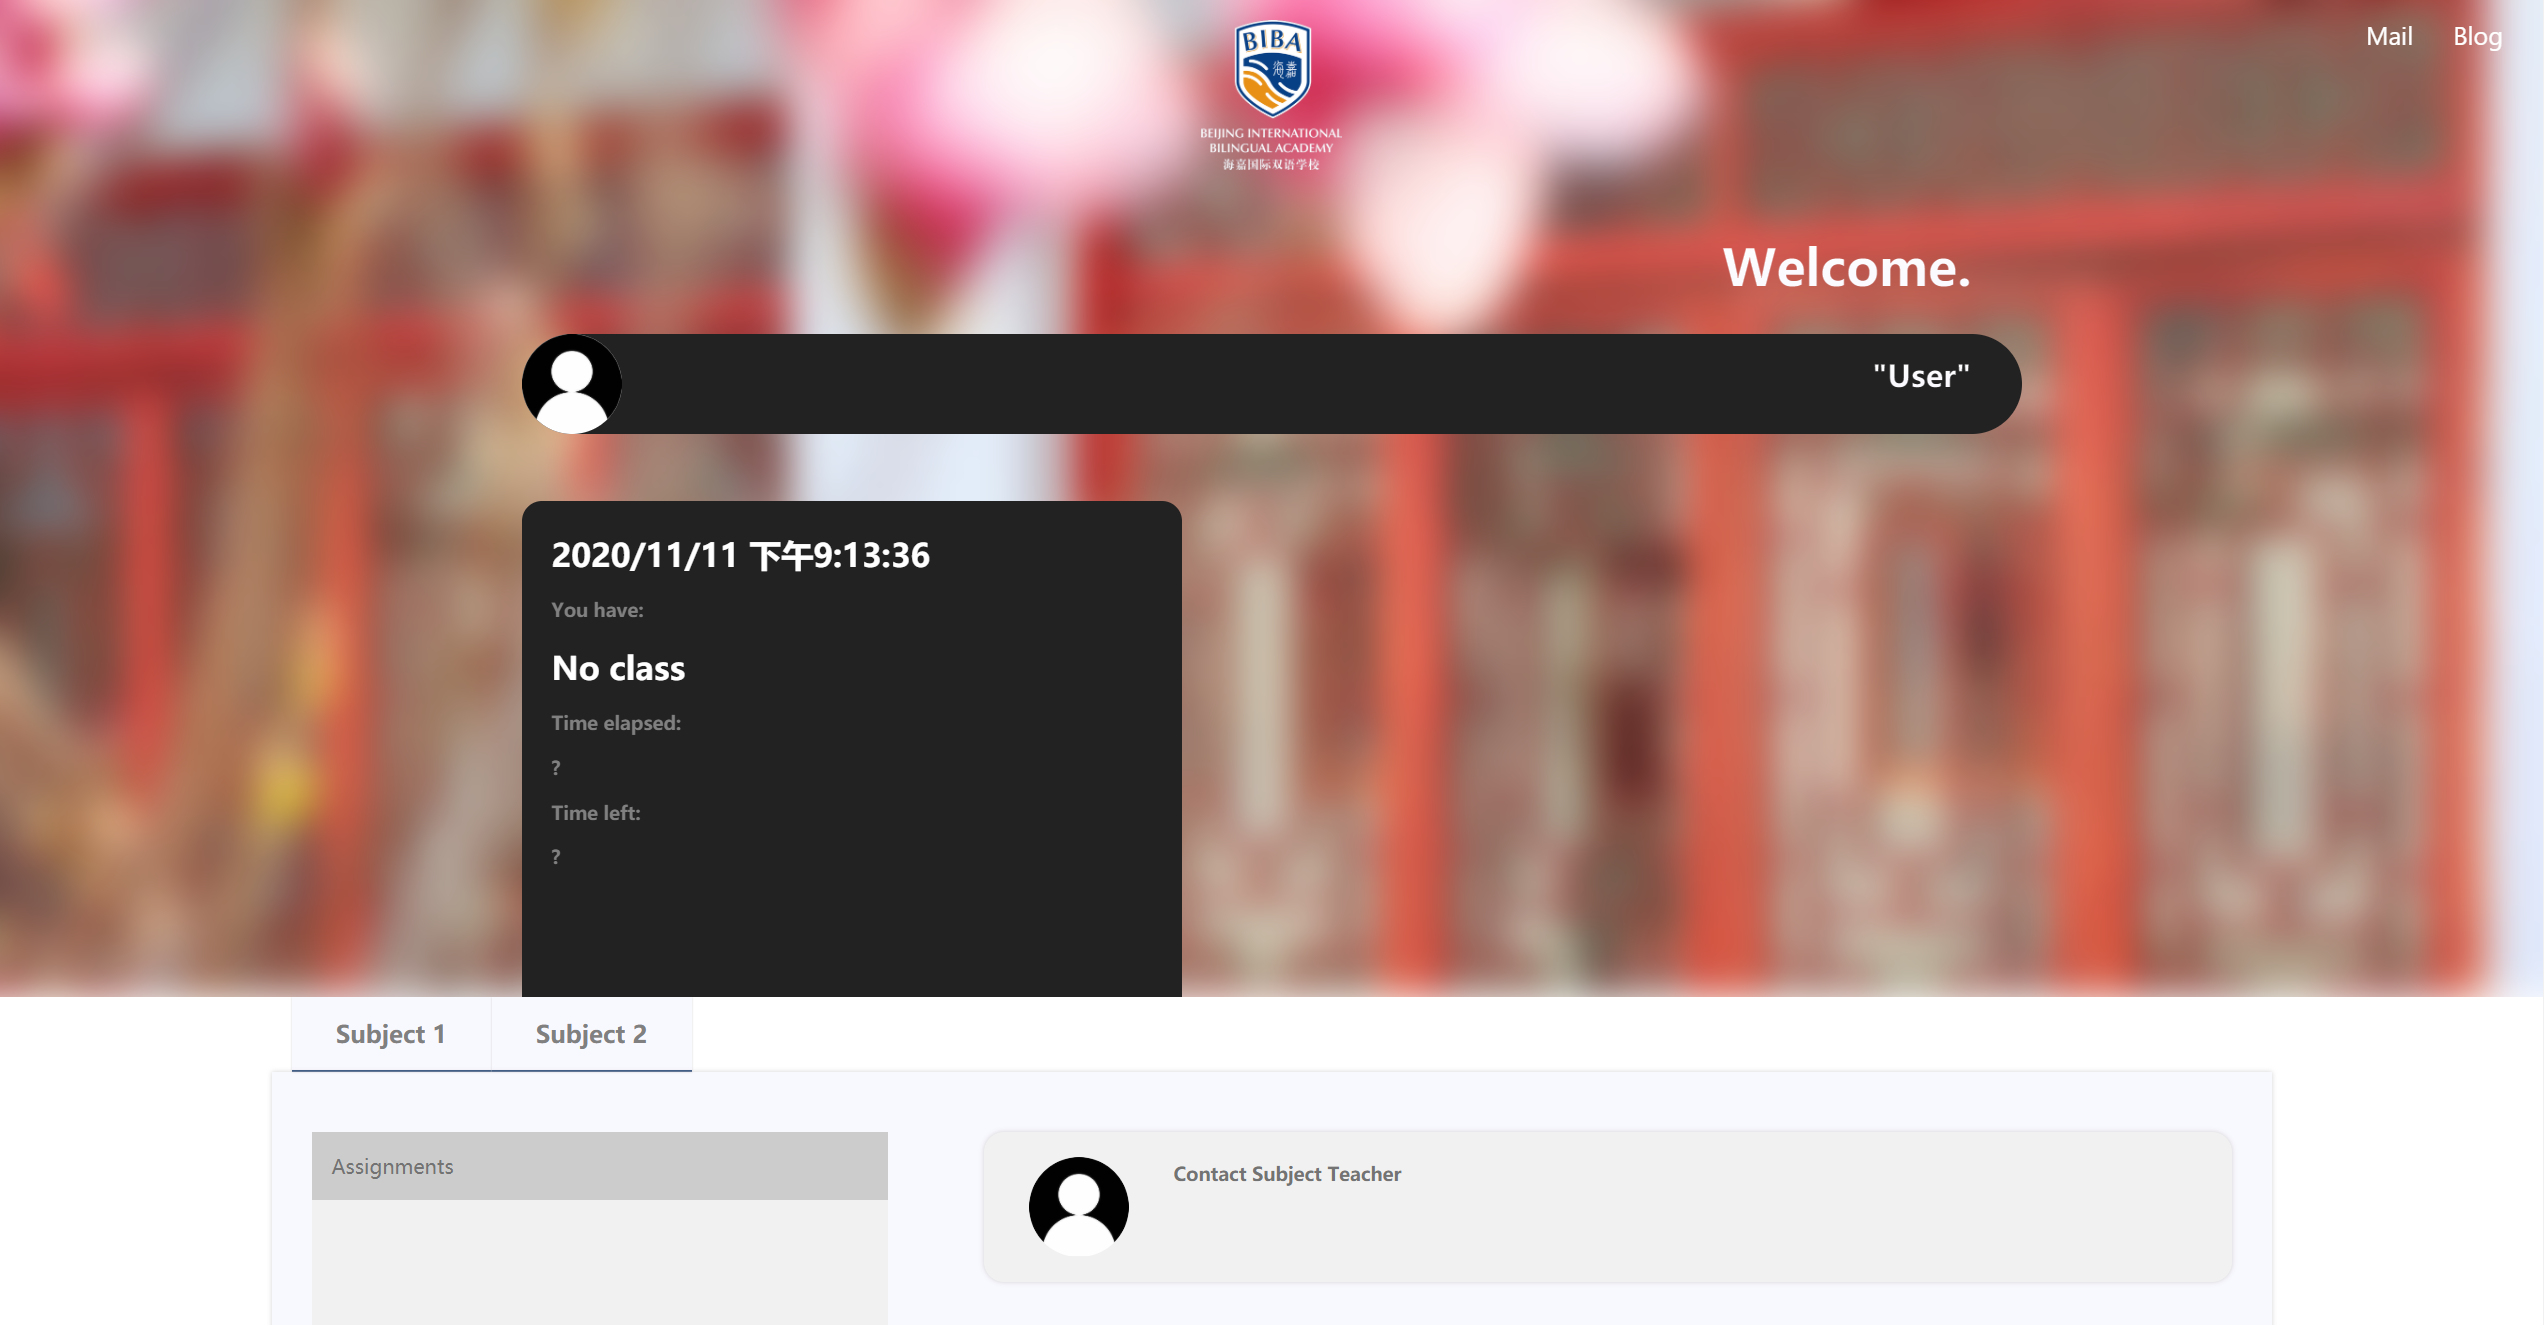 Mail Blog
BIBA
海嘉
BEIJING INTERNATIONAL
BILINGUAL ACADEMY
海嘉国际双语学校
Welcome.
"User"
2020/11/11 下午9:13:36
You have:
No class
Time elapsed:
?
Time left:
?
Subject 1 Subject 2
Assignments
Contact Subject Teacher